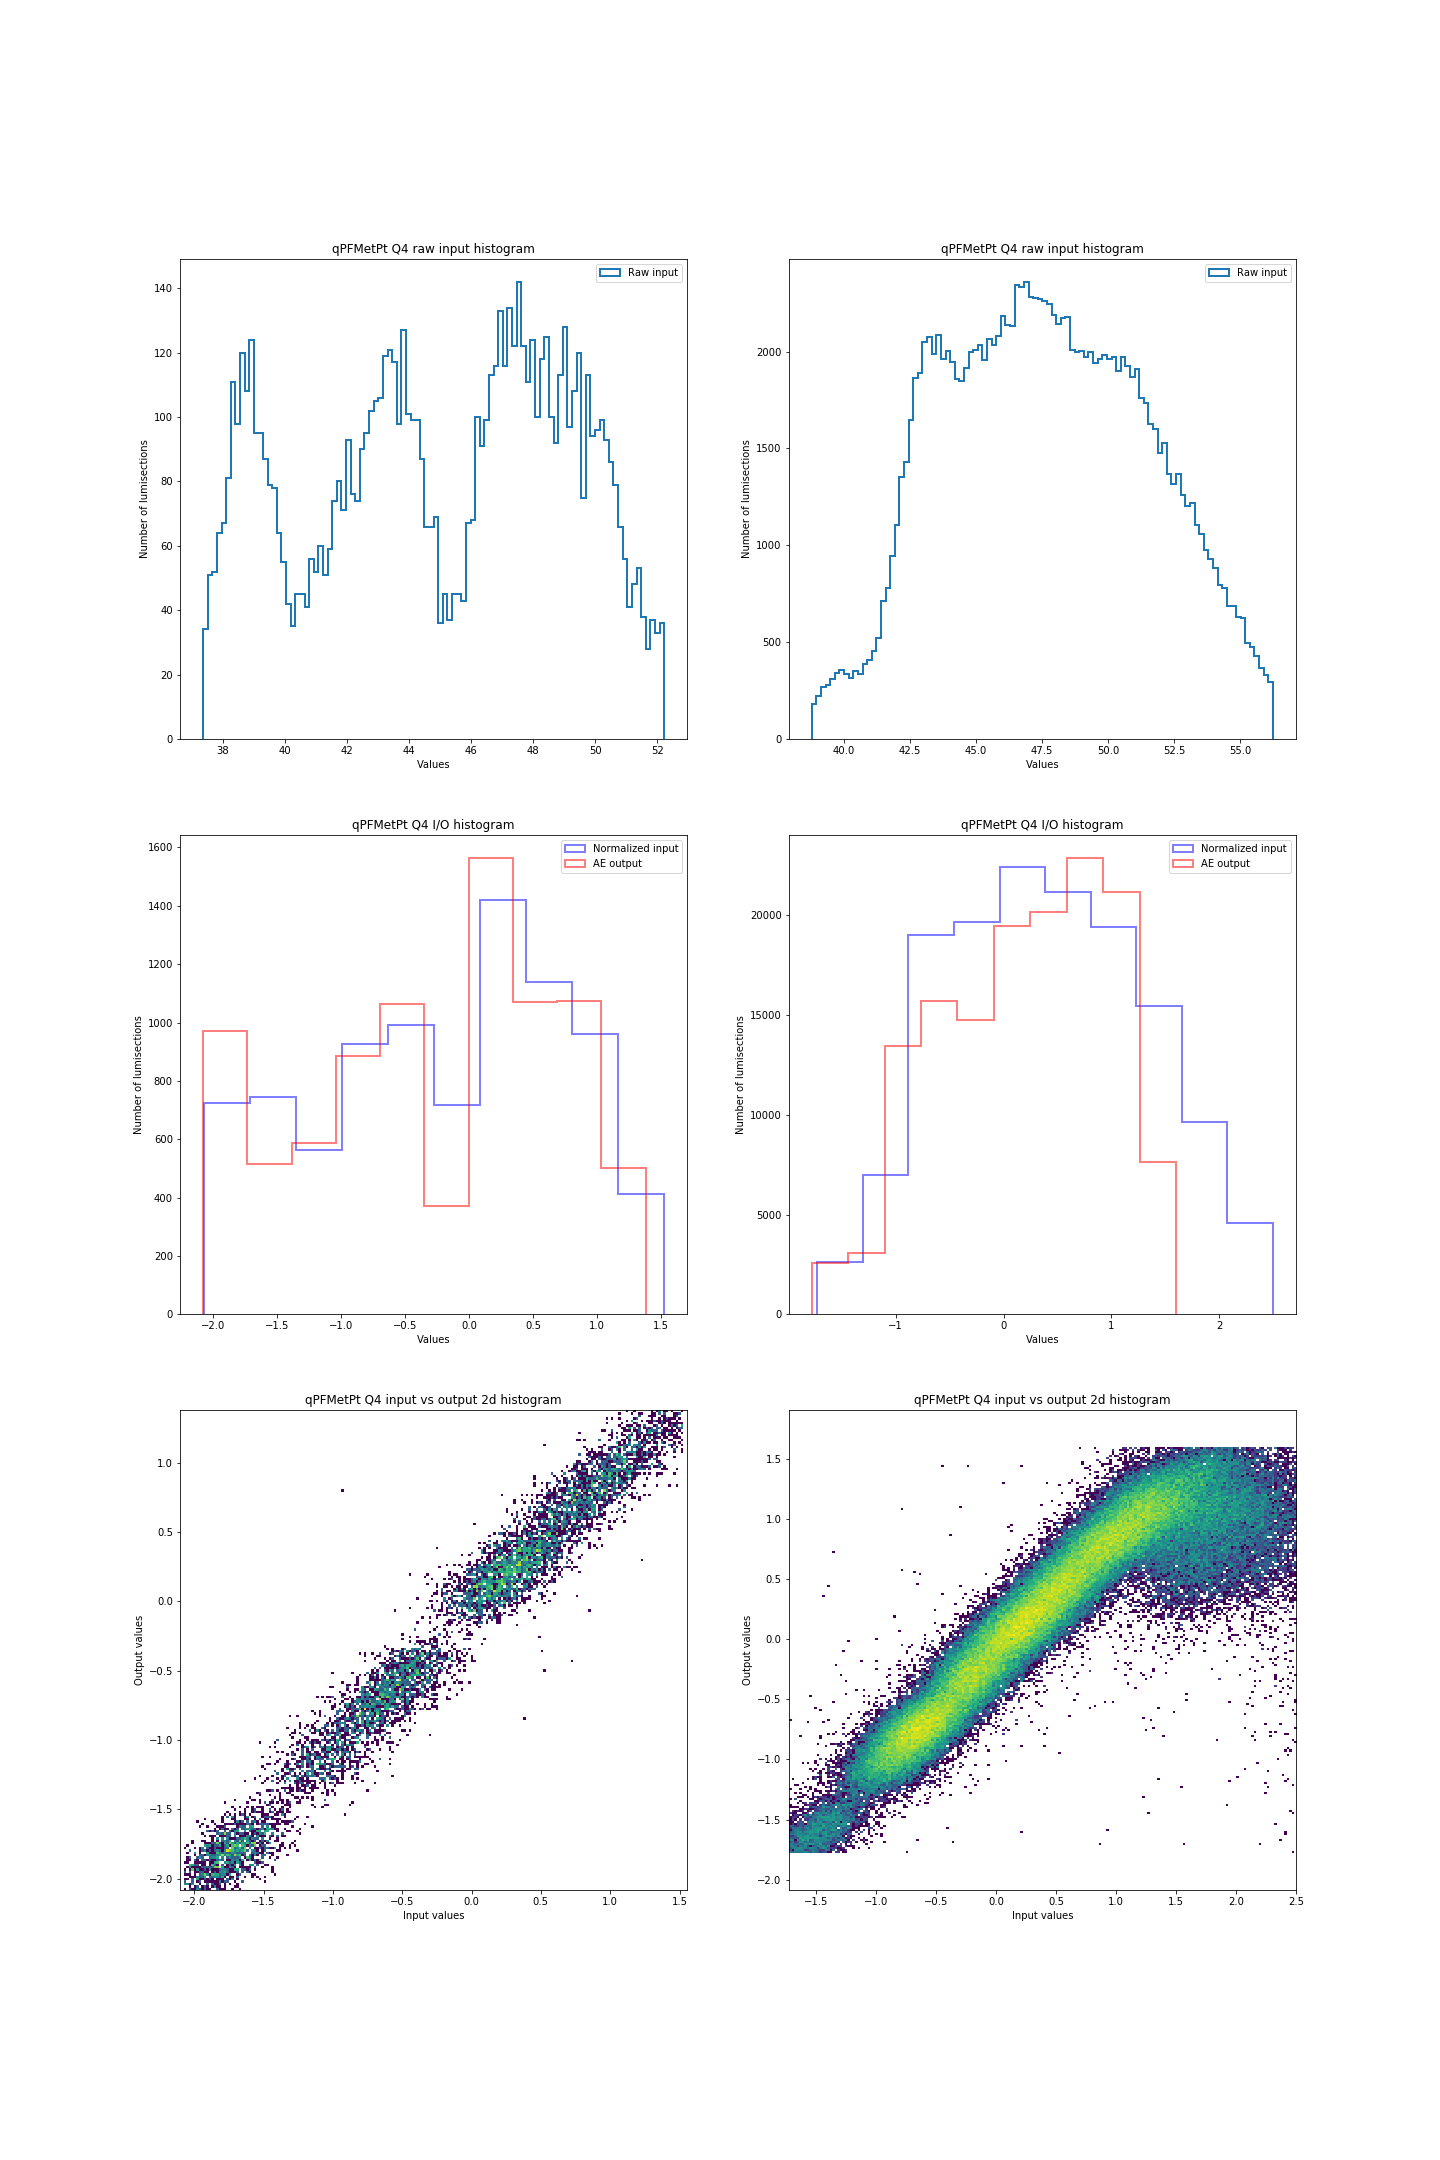 qPFMetPt Q4 raw input histogram
Raw input
140
120
100
80
60
40
20
0
Number of lumisections
38 40 42 44 46 48 50 52
Values
qPFMetPt Q4 raw input histogram
Raw input
2000
1500
1000
500
0
Number of lumisections
40.0 42.5 45.0 47.5 50.0 52.5 55.0
Values
qPFMetPt Q4 I/O histogram
Normalized input
AE output
1600
1400
1200
1000
800
600
400
200
0
Number of lumisections
−2.0 −1.5 −1.0 −0.5 0.0 0.5 1.0 1.5
Values
qPFMetPt Q4 I/O histogram
Normalized input
AE output
20000
15000
10000
5000
0
Number of lumisections
−1 0 1 2
Values
qPFMetPt Q4 input vs output 2d histogram
1.0
0.5
0.0
−0.5
−1.0
−1.5
−2.0
Output values
−2.0 −1.5 −1.0 −0.5 0.0 0.5 1.0 1.5
Input values
qPFMetPt Q4 input vs output 2d histogram
1.5
1.0
0.5
0.0
−0.5
−1.0
−1.5
−2.0
Output values
−1.5 −1.0 −0.5 0.0 0.5 1.0 1.5 2.0 2.5
Input values